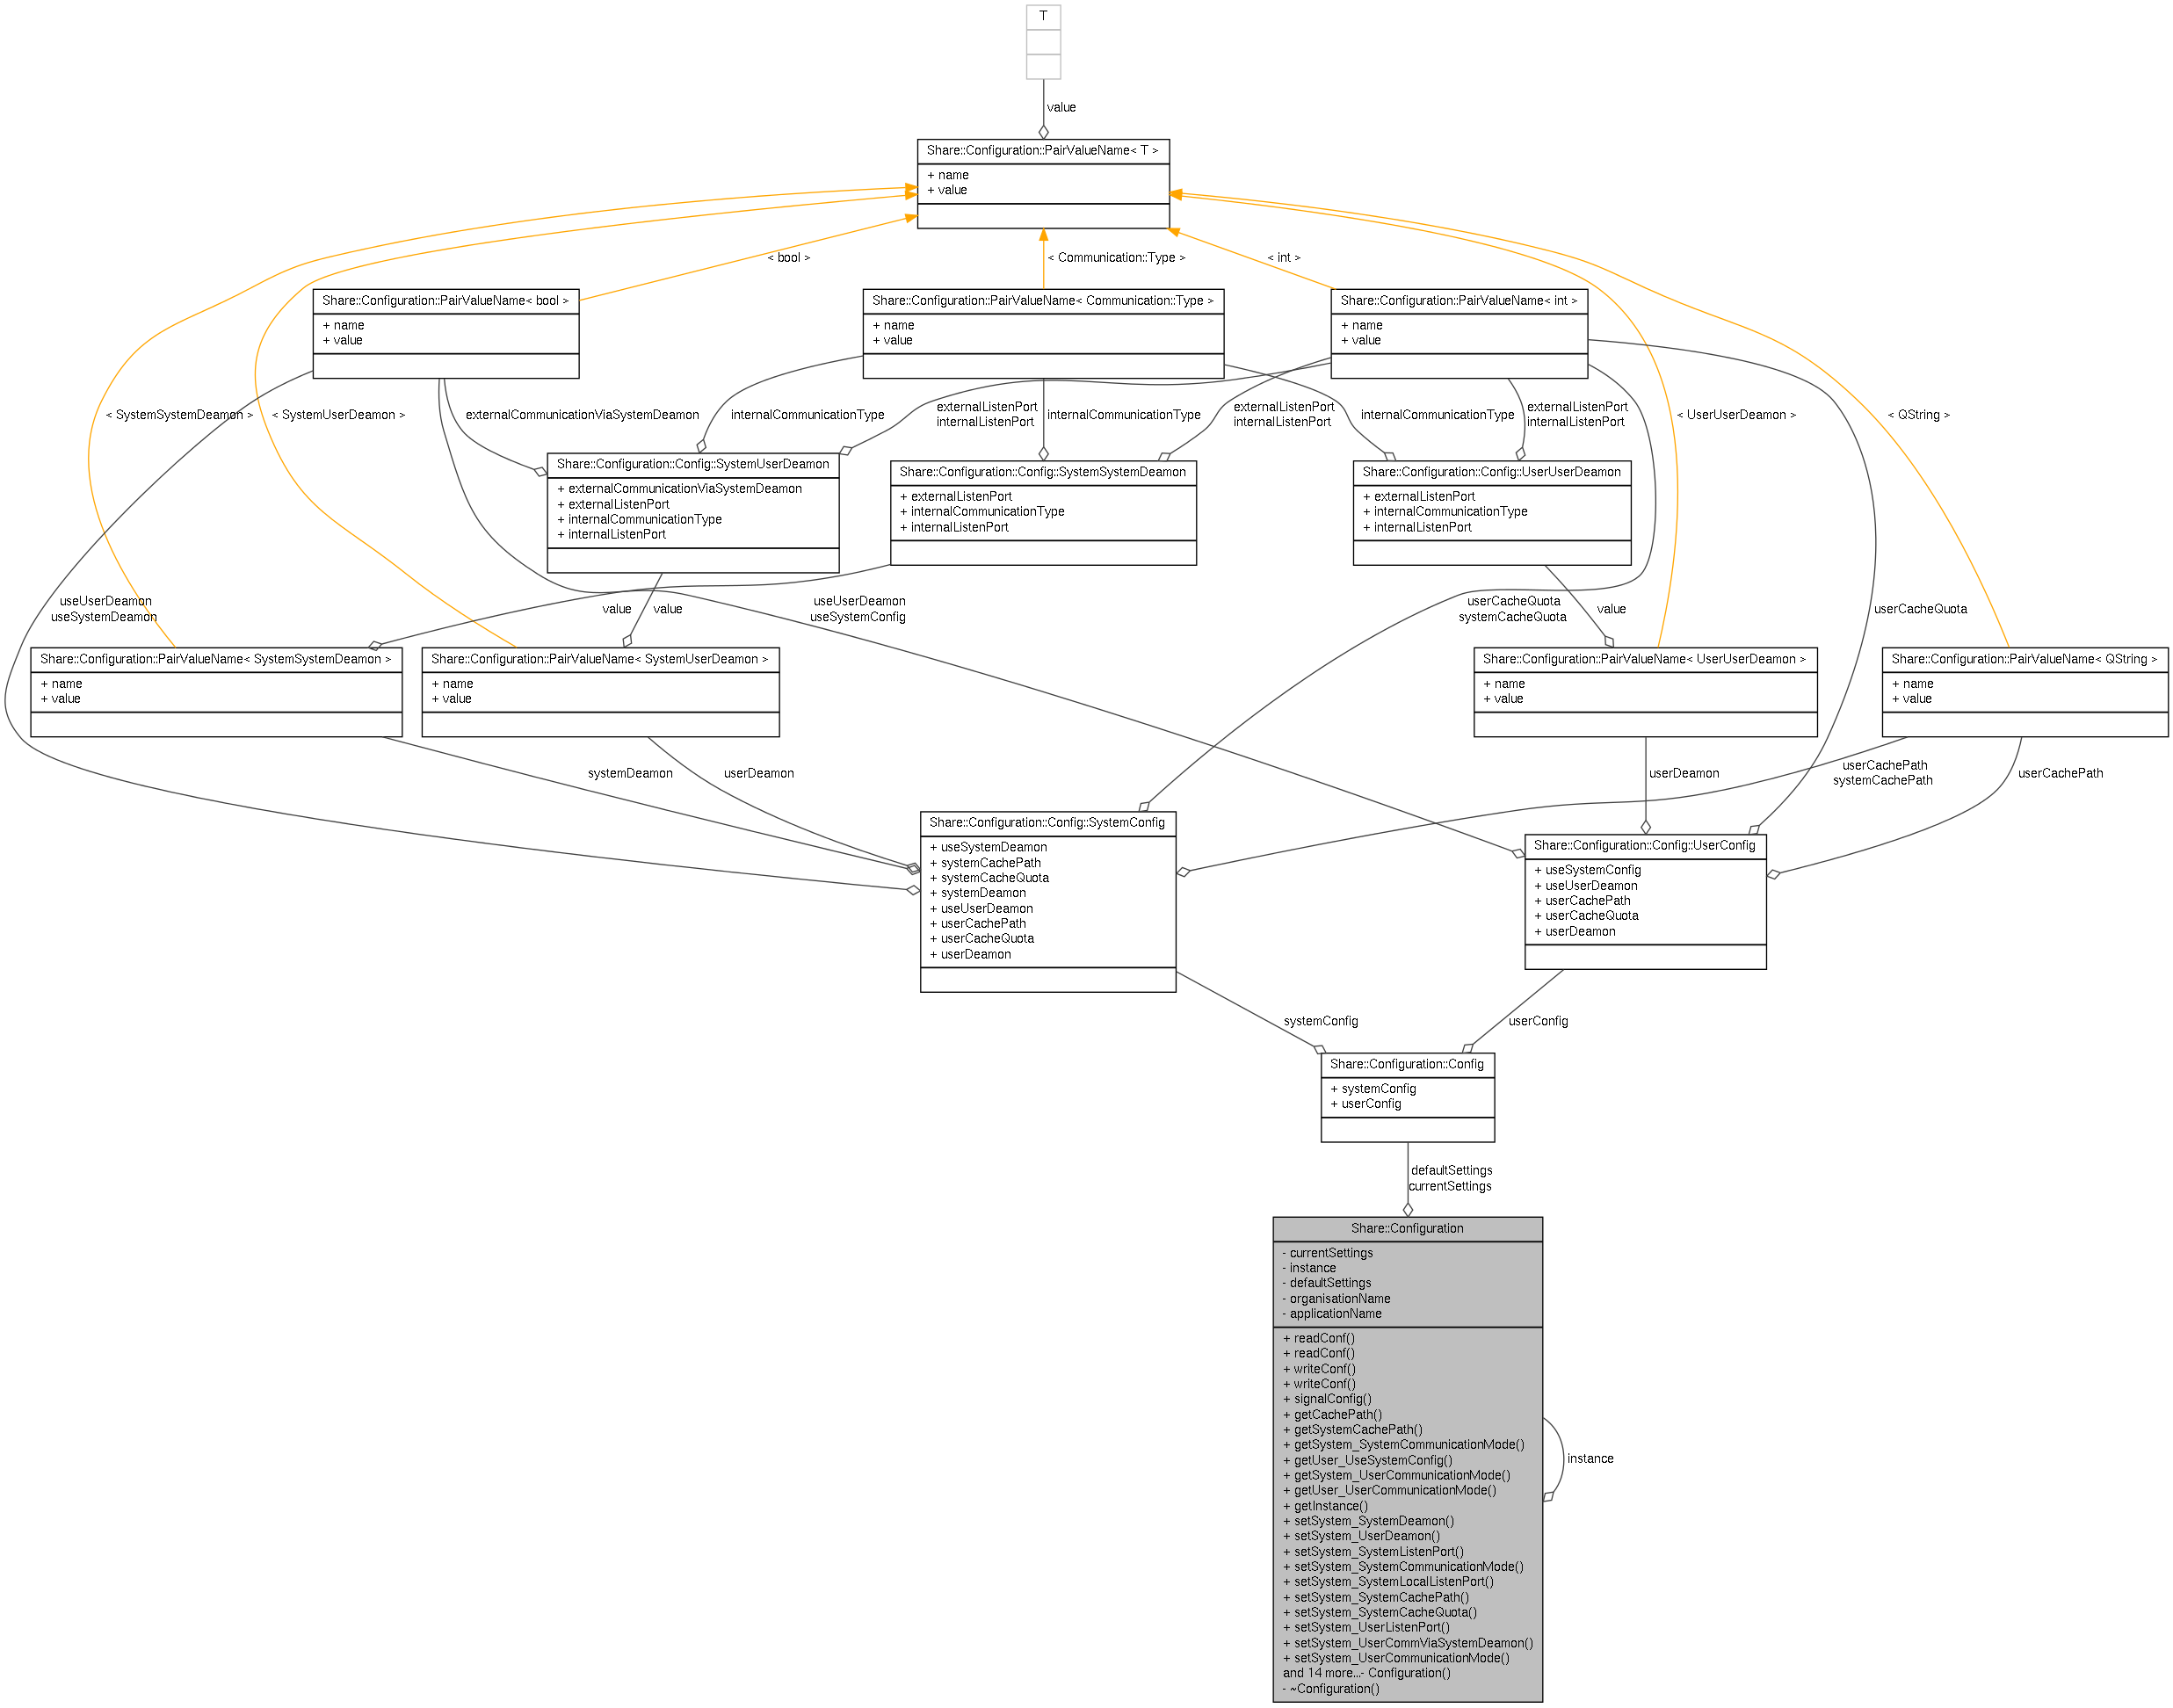 T
value
Share::Configuration::PairValueName< T >
+ name
+ value
< bool >
< Communication::Type >
< int >
Share::Configuration::PairValueName< bool >
+ name
+ value
Share::Configuration::PairValueName< Communication::Type >
+ name
+ value
Share::Configuration::PairValueName< int >
+ name
+ value
< SystemSystemDeamon >
< SystemUserDeamon >
externalCommunicationViaSystemDeamon
internalCommunicationType
externalListenPort
internalListenPort
internalCommunicationType
externalListenPort
internalListenPort
internalCommunicationType
externalListenPort
internalListenPort
< UserUserDeamon >
< QString >
Share::Configuration::Config::SystemUserDeamon
+ externalCommunicationViaSystemDeamon
+ externalListenPort
+ internalCommunicationType
+ internalListenPort
Share::Configuration::Config::SystemSystemDeamon
+ externalListenPort
+ internalCommunicationType
+ internalListenPort
Share::Configuration::Config::UserUserDeamon
+ externalListenPort
+ internalCommunicationType
+ internalListenPort
useUserDeamon
useSystemDeamon
value
value
useUserDeamon
useSystemConfig
userCacheQuota
systemCacheQuota
value
userCacheQuota
Share::Configuration::PairValueName< SystemSystemDeamon >
+ name
+ value
Share::Configuration::PairValueName< SystemUserDeamon >
+ name
+ value
Share::Configuration::PairValueName< UserUserDeamon >
+ name
+ value
Share::Configuration::PairValueName< QString >
+ name
+ value
systemDeamon
userDeamon
userDeamon
userCachePath
systemCachePath
userCachePath
Share::Configuration::Config::SystemConfig
+ useSystemDeamon
+ systemCachePath
+ systemCacheQuota
+ systemDeamon
+ useUserDeamon
+ userCachePath
+ userCacheQuota
+ userDeamon
Share::Configuration::Config::UserConfig
+ useSystemConfig
+ useUserDeamon
+ userCachePath
+ userCacheQuota
+ userDeamon
systemConfig
userConfig
Share::Configuration::Config
+ systemConfig
+ userConfig
defaultSettings
currentSettings
Share::Configuration
- currentSettings
- instance
- defaultSettings
- organisationName
- applicationName
+ readConf()
+ readConf()
+ writeConf()
+ writeConf()
+ signalConfig()
+ getCachePath()
+ getSystemCachePath()
+ getSystem_SystemCommunicationMode()
+ getUser_UseSystemConfig()
+ getSystem_UserCommunicationMode()
+ getUser_UserCommunicationMode()
+ getInstance()
+ setSystem_SystemDeamon()
+ setSystem_UserDeamon()
+ setSystem_SystemListenPort()
+ setSystem_SystemCommunicationMode()
+ setSystem_SystemLocalListenPort()
+ setSystem_SystemCachePath()
+ setSystem_SystemCacheQuota()
+ setSystem_UserListenPort()
+ setSystem_UserCommViaSystemDeamon()
+ setSystem_UserCommunicationMode()
and 14 more...- Configuration()
- ~Configuration()
instance